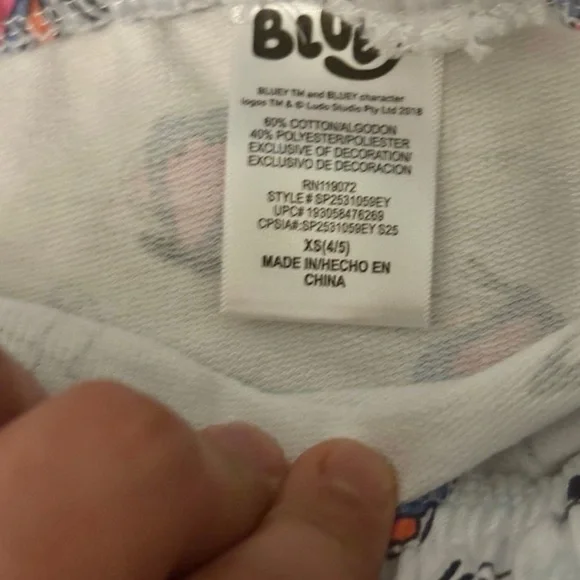 BLUEY
BLUEY TM and BLUEY character
logos TM & © Ludo Studio Pty Ltd 2018
60% COTTON/ALGODON
40% POLYESTER/POLIESTER
EXCLUSIVE OF DECORATION/
EXCLUSIVO DE DECORACION
RN119072
STYLE # SP2531059EY
UPC# 193058476269
CPSIA#:SP2531059EY S25
XS(4/5)
MADE IN/HECHO EN
CHINA